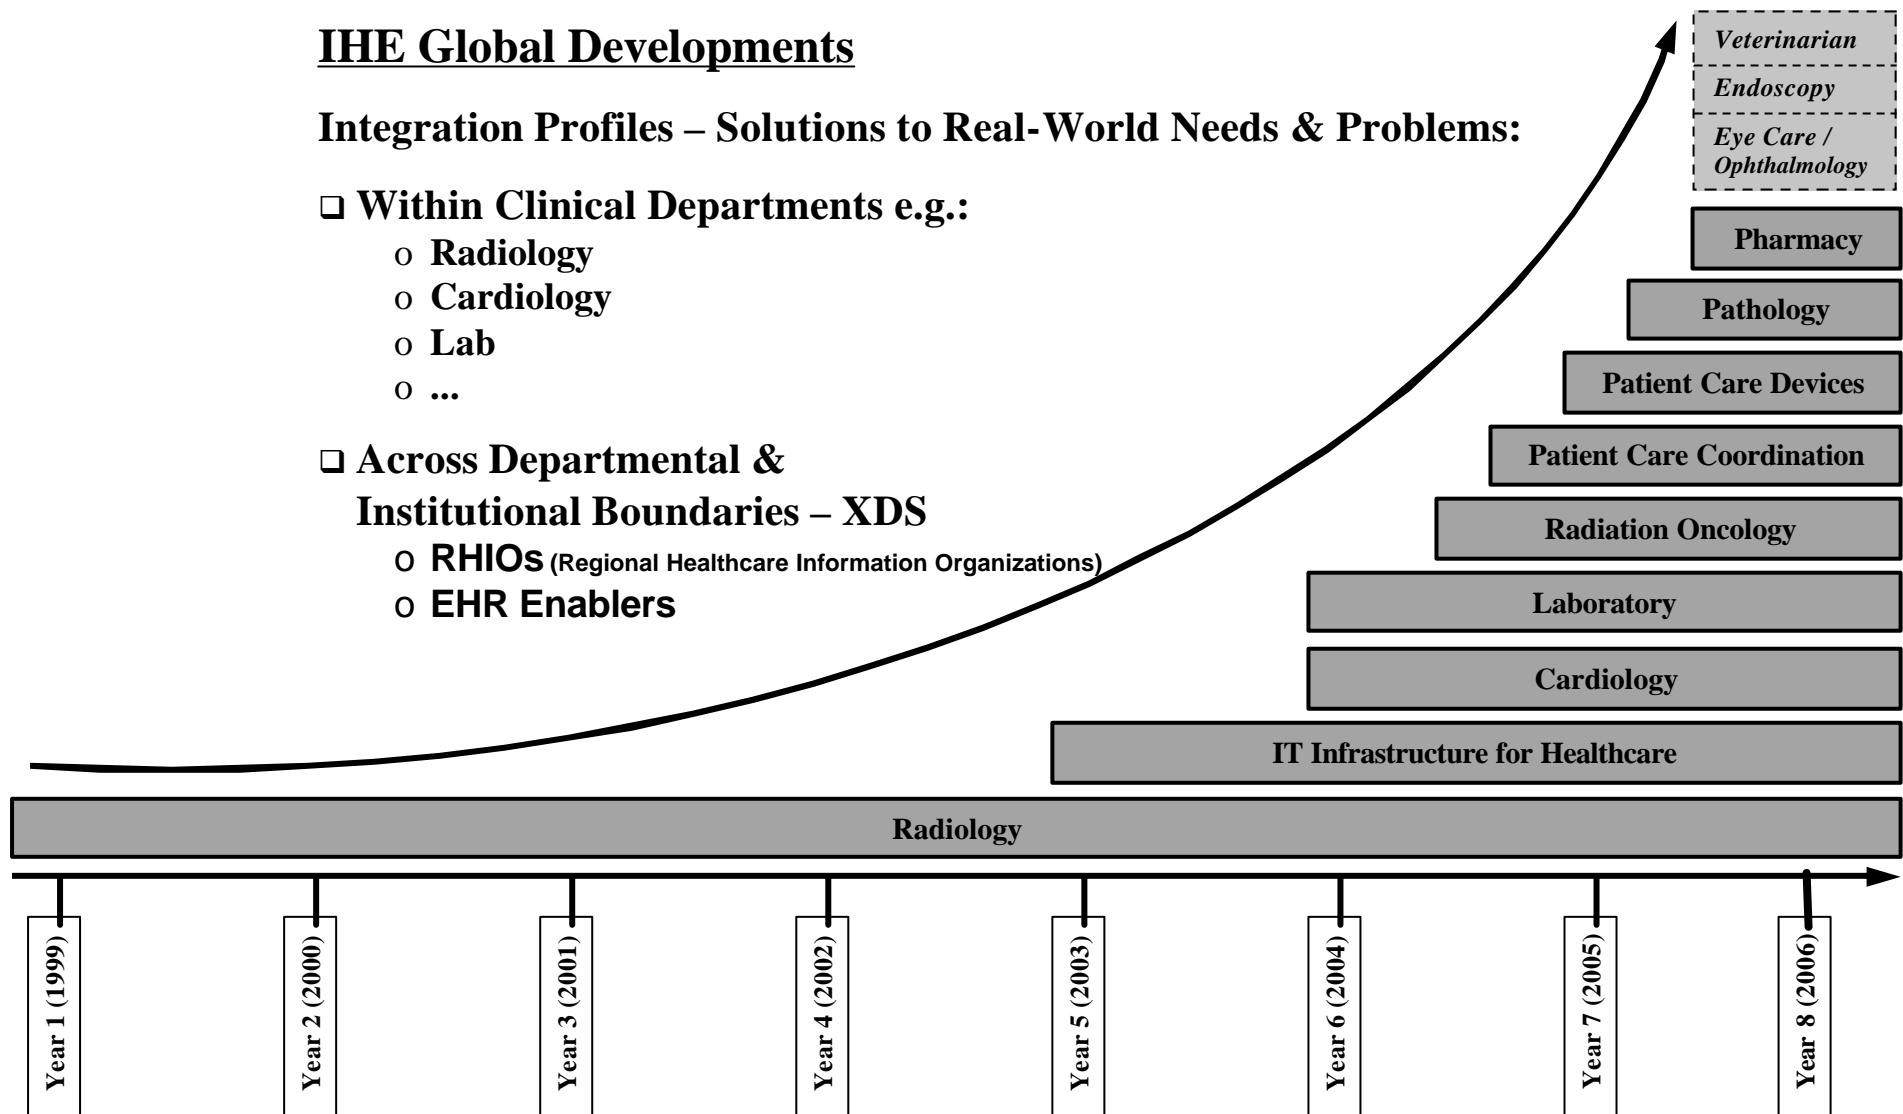 IHE Global Developments
Integration Profiles – Solutions to Real-World Needs & Problems:
❑ Within Clinical Departments e.g.:
o Radiology
o Cardiology
o Lab
o ...
❑ Across Departmental &
Institutional Boundaries – XDS
o RHIOs (Regional Healthcare Information Organizations)
o EHR Enablers
Veterinarian
Endoscopy
Eye Care /
Ophthalmology
Pharmacy
Pathology
Patient Care Devices
Patient Care Coordination
Radiation Oncology
Laboratory
Cardiology
IT Infrastructure for Healthcare
Radiology
Year 1 (1999)
Year 2 (2000)
Year 3 (2001)
Year 4 (2002)
Year 5 (2003)
Year 6 (2004)
Year 7 (2005)
Year 8 (2006)